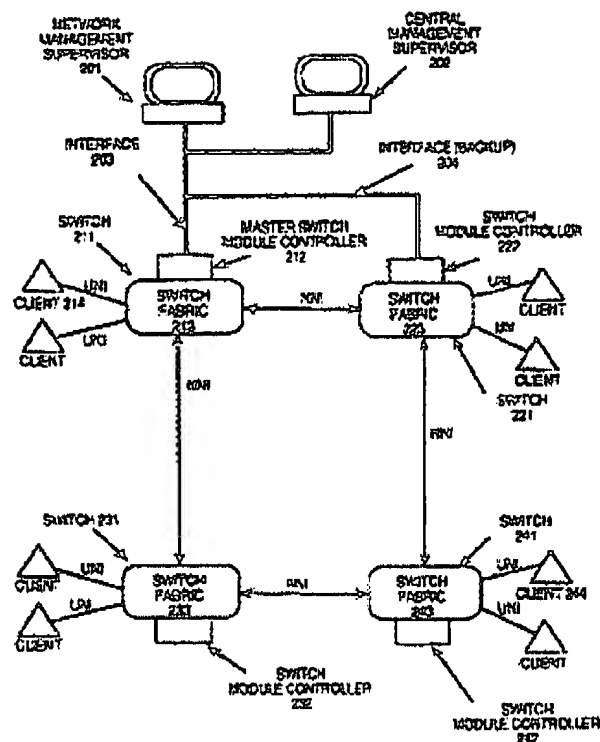 NETWORK
MANAGEMENT
SUPERVISOR
201
CENTRAL
MANAGEMENT
SUPERVISOR
202
INTERFACE
203
INTERFACE (BACKUP)
204
SWITCH
211
MASTER SWITCH
MODULE CONTROLLER
212
SWITCH
MODULE CONTROLLER
222
UNI
CLIENT 214
UNI
CLIENT
SWITCH
FABRIC
213
NNI
SWITCH
FABRIC
223
UNI
CLIENT
UNI
CLIENT
SWITCH
221
NNI
NNI
SWITCH 231
SWITCH
241
UNI
CLIENT
UNI
CLIENT
SWITCH
FABRIC
NNI
SWITCH
FABRIC
243
UNI
CLIENT 244
UNI
CLIENT
SWITCH
MODULE CONTROLLER
232
SWITCH
MODULE CONTROLLER